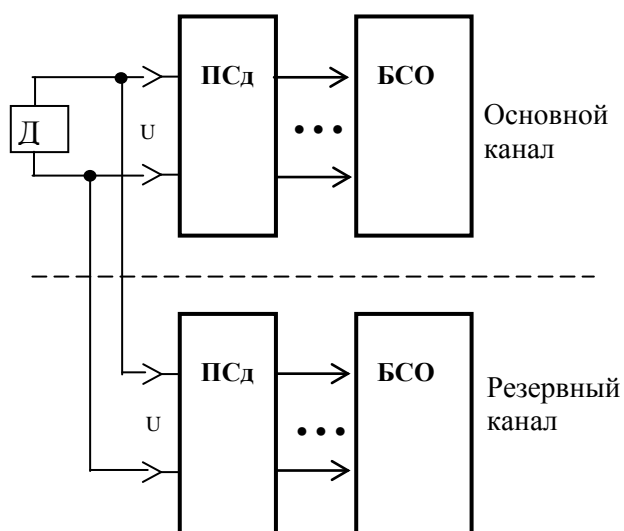 ПСд
БСО
Д
U
Основной
канал
ПСд
БСО
U
Резервный
канал